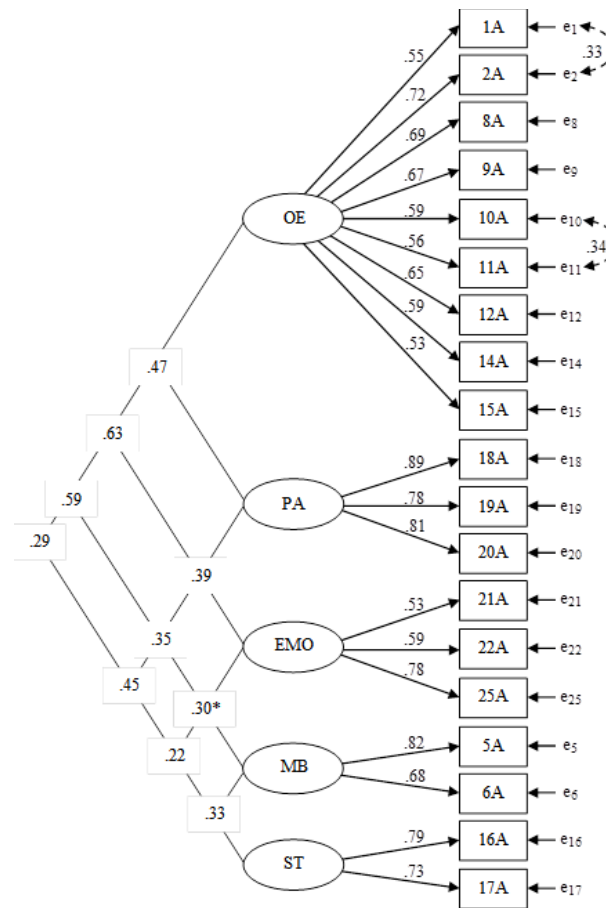 1A e1
.33
.55
2A e2
.72
8A e8
.69
9A e9
.67
OE .59 10A e10
.56 .34
11A e11
.65
12A e12
.59
14A e14
.53
.47 15A e15
.63
.89 18A e18
.59 PA .78 19A e19
.29 .81
20A e20
.39
.53 21A e21
.35 EMO .59 22A e22
.45 .78
25A e25
.30*
.22 .82 5A e5
MB .68
6A e6
.33
.79 16A e16
ST .73
17A e17